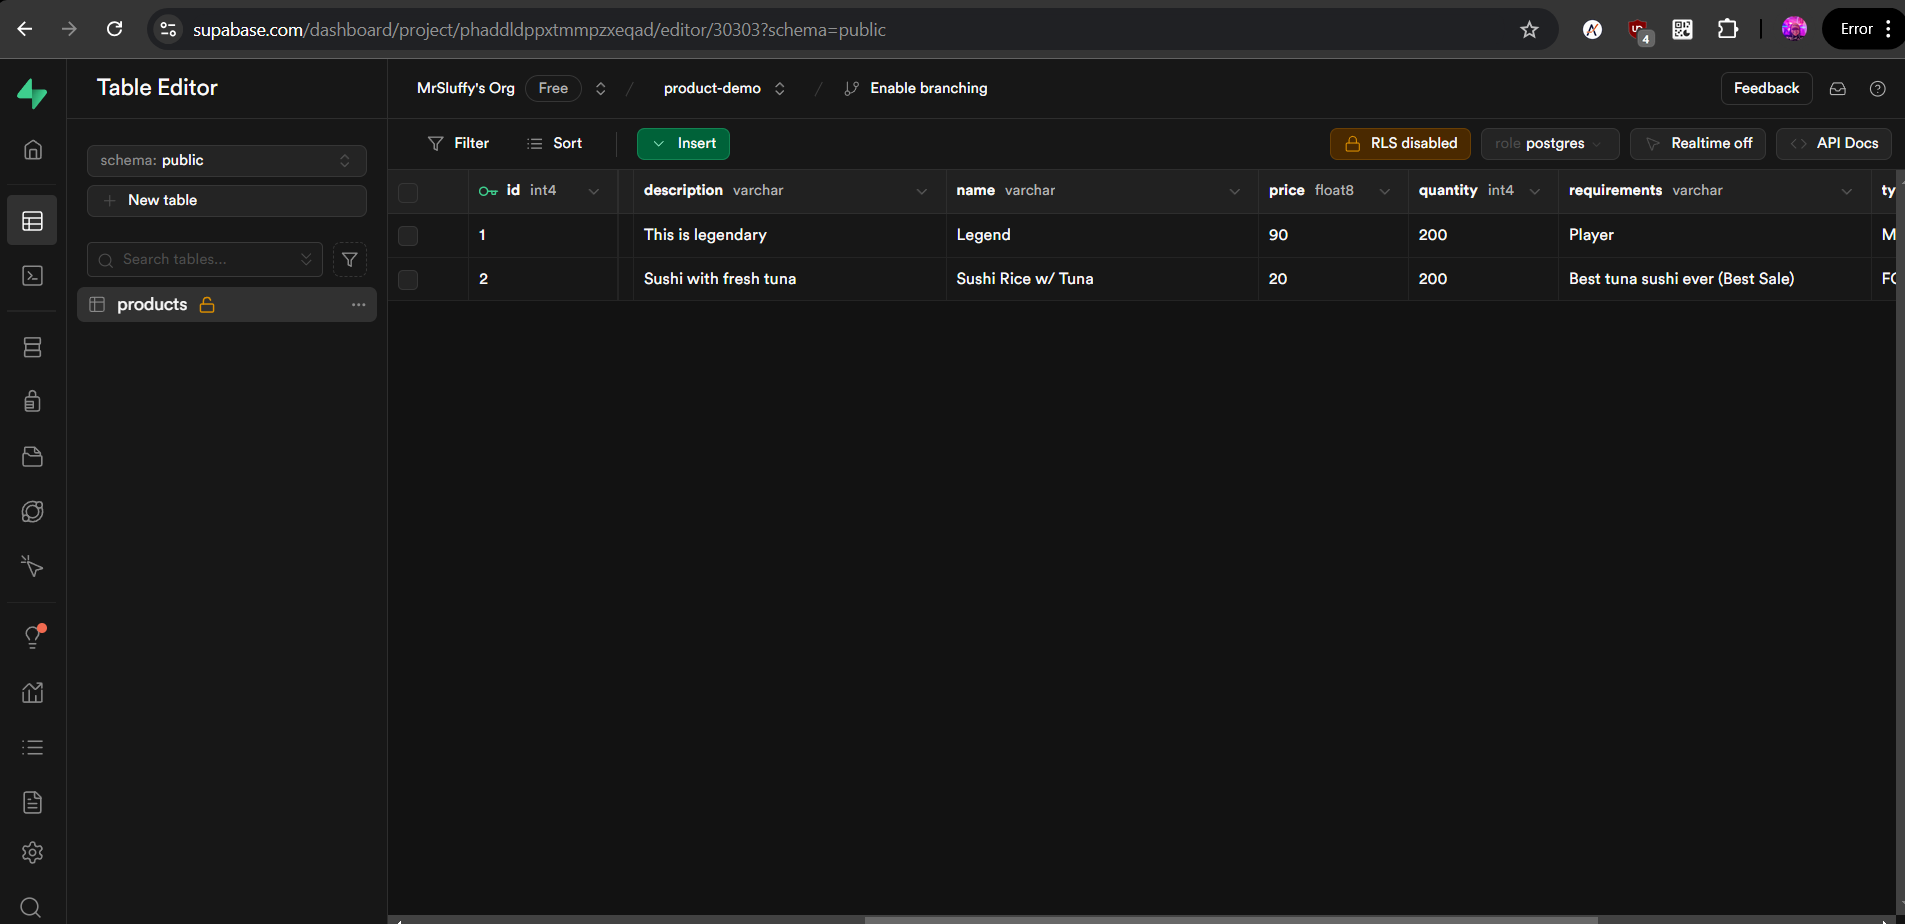 supabase.com/dashboard/project/phaddldppxtmmpzxeqad/editor/30303?schema=public
4
Error
Table Editor
MrSluffy's Org Free / product-demo / Enable branching
Feedback
schema: public
Filter Sort Insert
RLS disabled role postgres Realtime off API Docs
New table
id int4 description varchar name varchar price float8 quantity int4 requirements varchar ty
1 This is legendary Legend 90 200 Player M
Search tables...
2 Sushi with fresh tuna Sushi Rice w/ Tuna 20 200 Best tuna sushi ever (Best Sale) FO
products